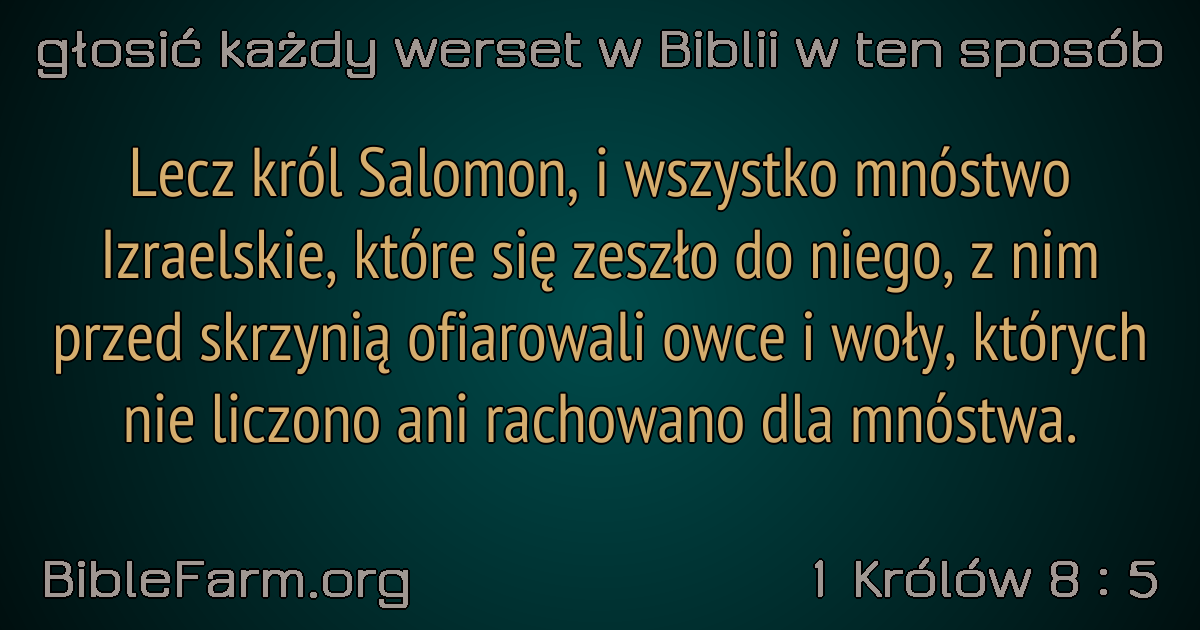 głosić każdy werset w Biblii w ten sposób
Lecz król Salomon, i wszystko mnóstwo
Izraelskie, które się zeszło do niego, z nim
przed skrzynią ofiarowali owce i woły, których
nie liczono ani rachowano dla mnóstwa.
BibleFarm.org
1 Królów 8 : 5